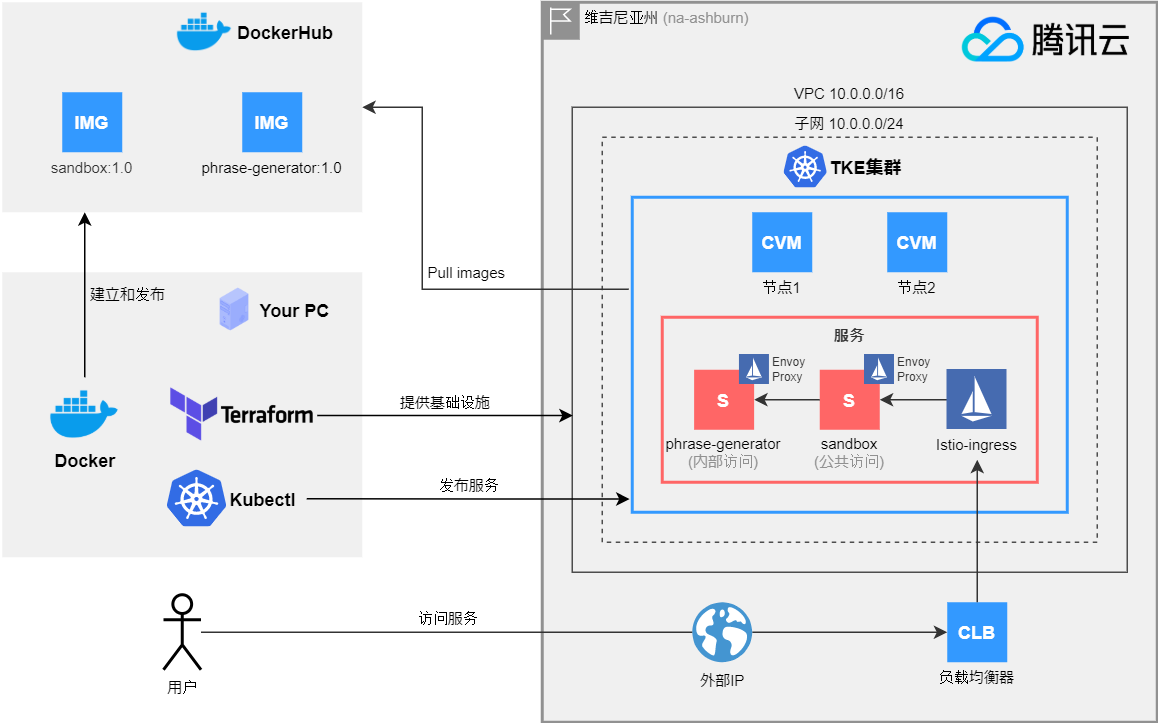 DockerHub
IMG
IMG
sandbox:1.0
phrase-generator:1.0
建立和发布
Your PC
Docker
Terraform
Kubectl
Pull images
提供基础设施
发布服务
维吉尼亚州 (na-ashburn)
腾讯云
VPC 10.0.0.0/16
子网 10.0.0.0/24
TKE集群
CVM
CVM
节点1
节点2
服务
Envoy
Proxy
Envoy
Proxy
S
S
phrase-generator
(内部访问)
sandbox
(公共访问)
Istio-ingress
用户
访问服务
外部IP
CLB
负载均衡器